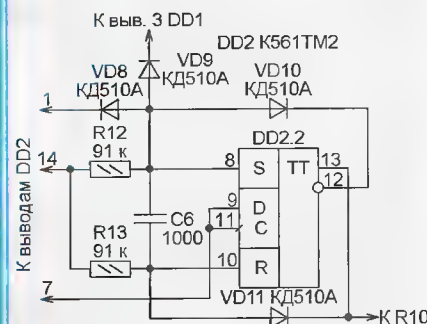 К выв. 3 DD1
DD2 К561ТМ2
VD8
КД510А
VD9
КД510А
VD10
КД510А
1
К выводам DD2
14
R12
91 к
DD2.2
8
S
TT
13
12
9
D
11
C
C6
1000
R13
91 к
10
R
7
VD11 КД510А
К R10